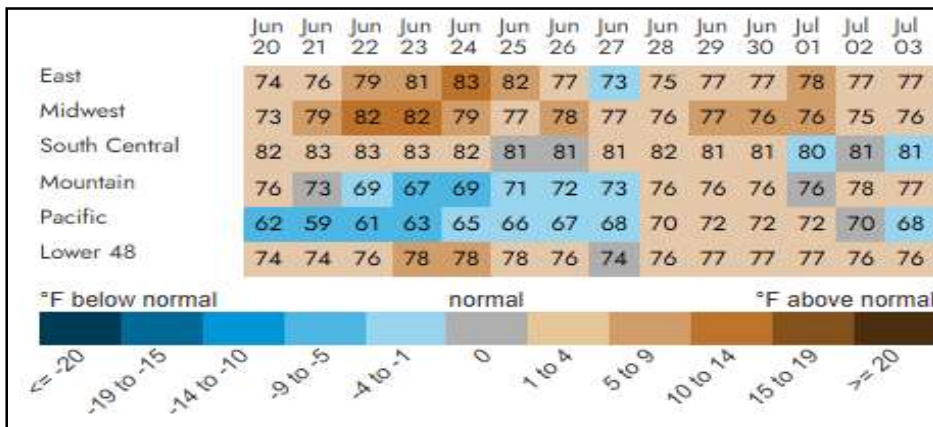 Jun Jun Jun Jun Jun Jun Jun Jun Jun Jun Jun Jul Jul Jul
20 21 22 23 24 25 26 27 28 29 30 01 02 03
East 74 76 79 81 83 82 77 73 75 77 77 78 77 77
Midwest 73 79 82 82 79 77 78 77 76 77 76 76 75 76
South Central 82 83 83 83 82 81 81 81 82 81 81 80 81 81
Mountain 76 73 69 67 69 71 72 73 76 76 76 76 78 77
Pacific 62 59 61 63 65 66 67 68 70 72 72 72 70 68
Lower 48 74 74 76 78 78 78 76 74 76 77 77 77 76 76
°F below normal normal °F above normal
<= -20 -19 to -15 -14 to -10 -9 to -5 -4 to -1 0 1 to 4 5 to 9 10 to 14 15 to 19 >= 20